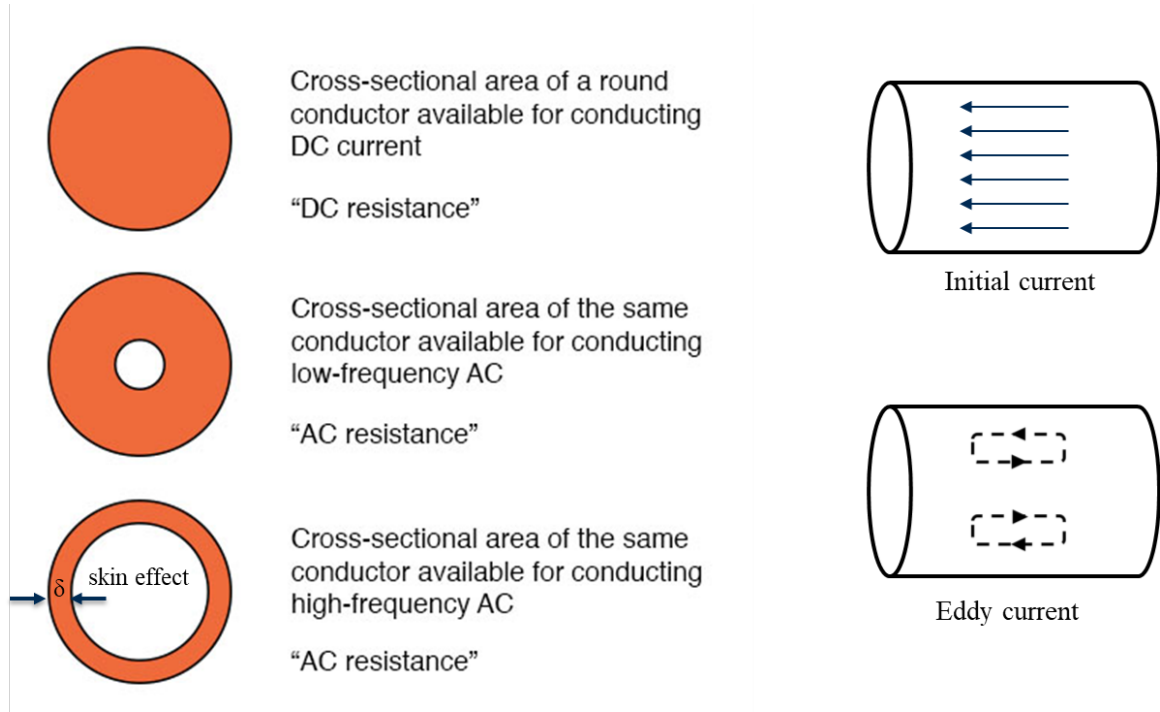 Cross-sectional area of a round
conductor available for conducting
DC current
“DC resistance”
Cross-sectional area of the same
conductor available for conducting
low-frequency AC
“AC resistance”
δ
skin effect
Cross-sectional area of the same
conductor available for conducting
high-frequency AC
“AC resistance”
Initial current
Eddy current